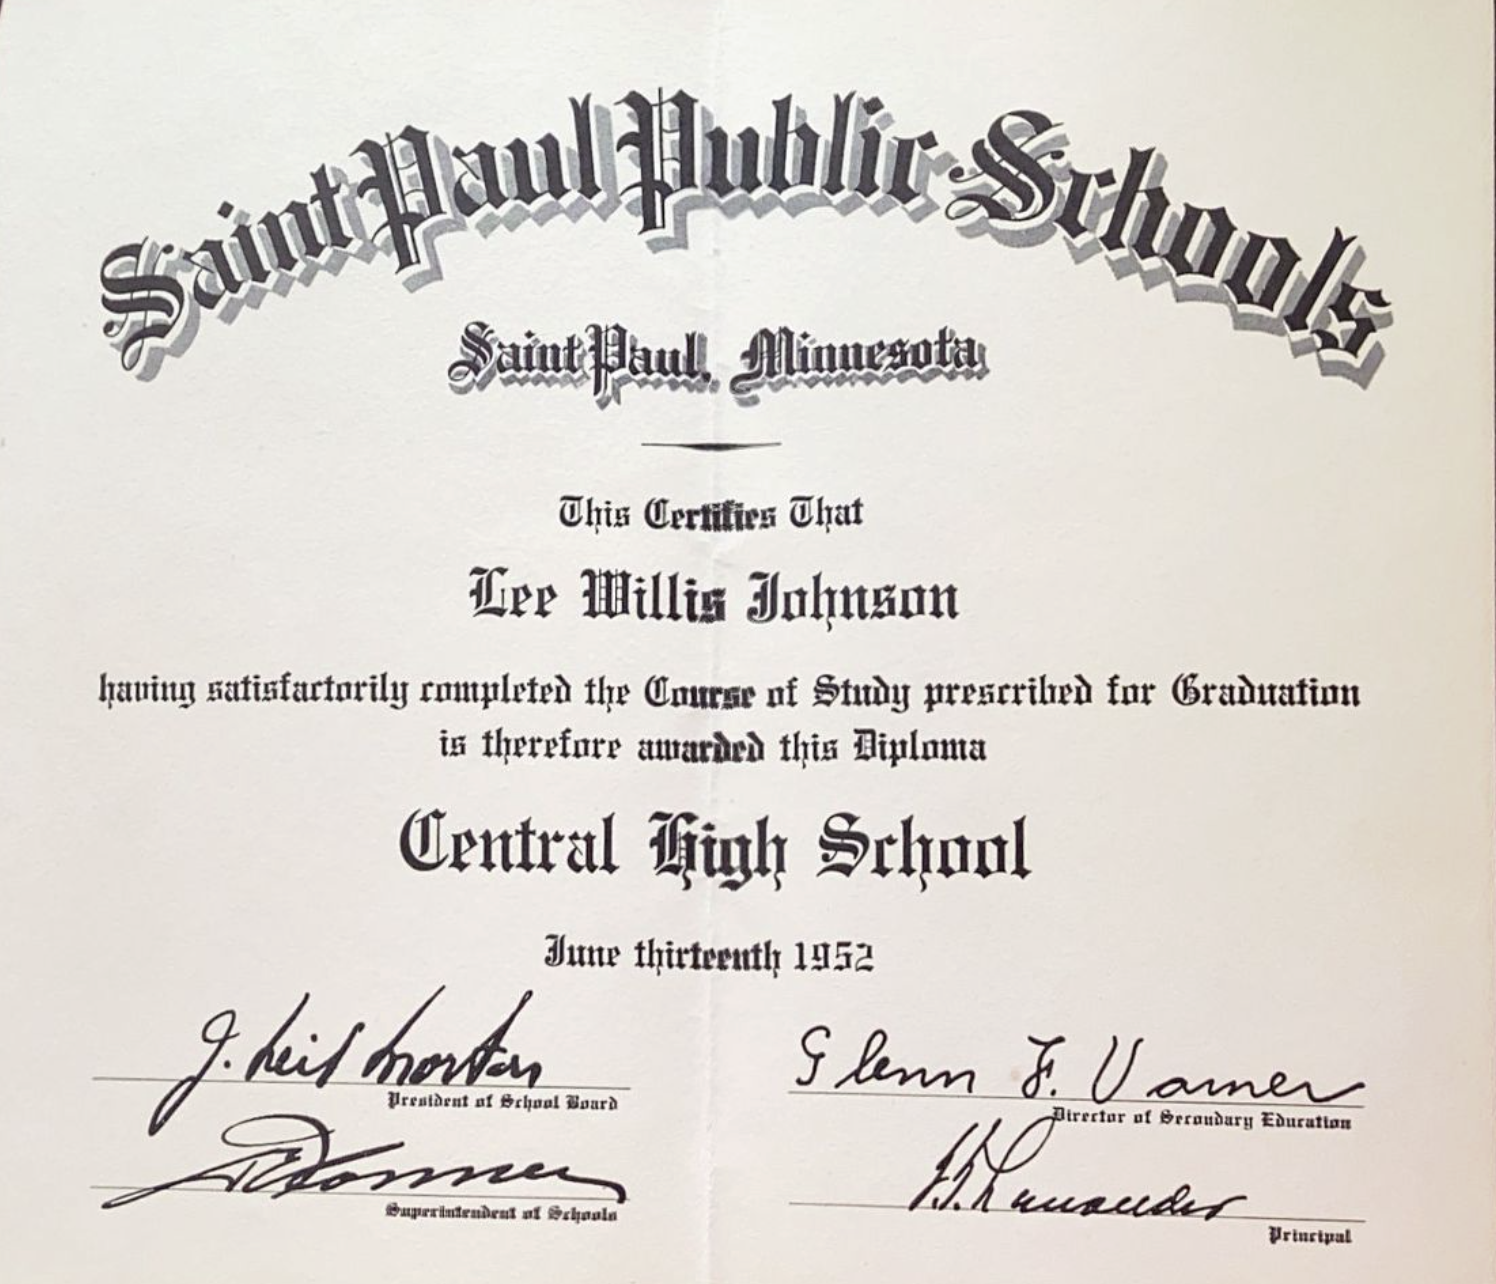 Saint Paul Public Schools
Saint Paul, Minnesota
This Certifies That
Lee Willis Johnson
having satisfactorily completed the Course of Study prescribed for Graduation
is therefore awarded this Diploma
Central High School
June thirteenth 1952
J. Neil Morton
President of School Board
Glenn F. Varner
Director of Secondary Education
Superintendent of Schools
Principal